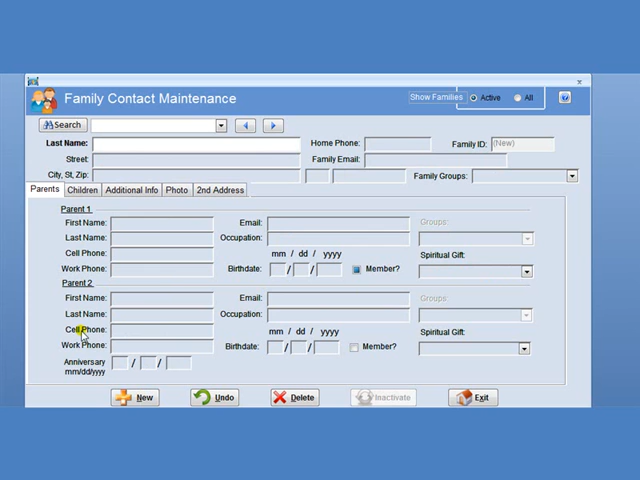 Family Contact Maintenance
Show Families Active All
Search
Last Name: Home Phone: Family ID: (New)
Street: Family Email:
City, St, Zip: Family Groups:
Parents Children Additional Info Photo 2nd Address
Parent 1
First Name: Email: Groups:
Last Name: Occupation:
Cell Phone: mm / dd / yyyy Spiritual Gift:
Work Phone: Birthdate: / / Member?
Parent 2
First Name: Email: Groups:
Last Name: Occupation:
Cell Phone: mm / dd / yyyy Spiritual Gift:
Work Phone: Birthdate: / / Member?
Anniversary / /
mm/dd/yyyy
New Undo Delete Inactivate Exit